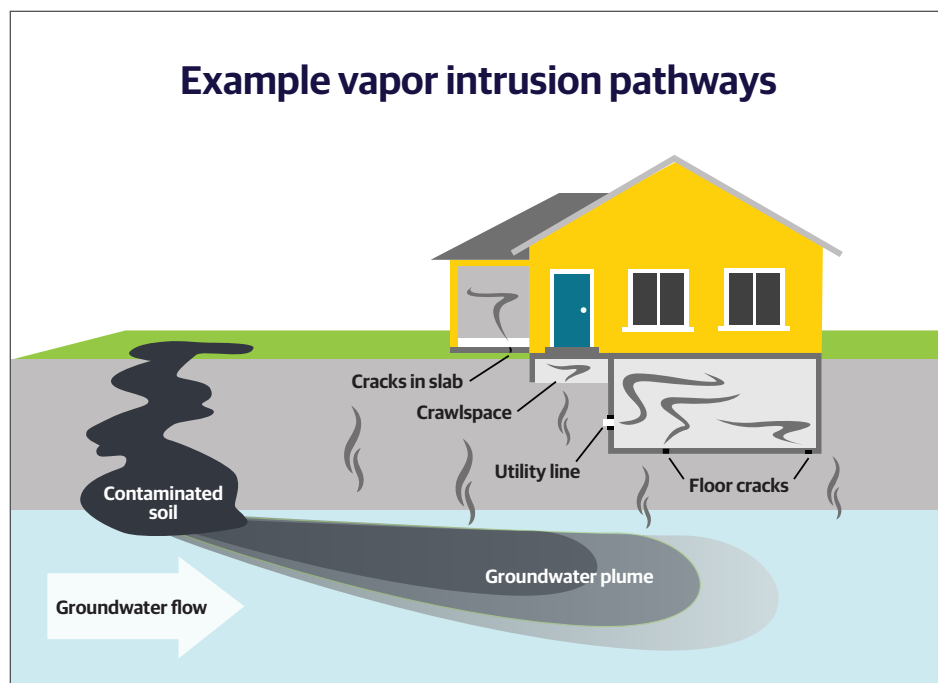 Example vapor intrusion pathways
Cracks in slab
Crawlspace
Utility line
Floor cracks
Contaminated
soil
Groundwater plume
Groundwater flow